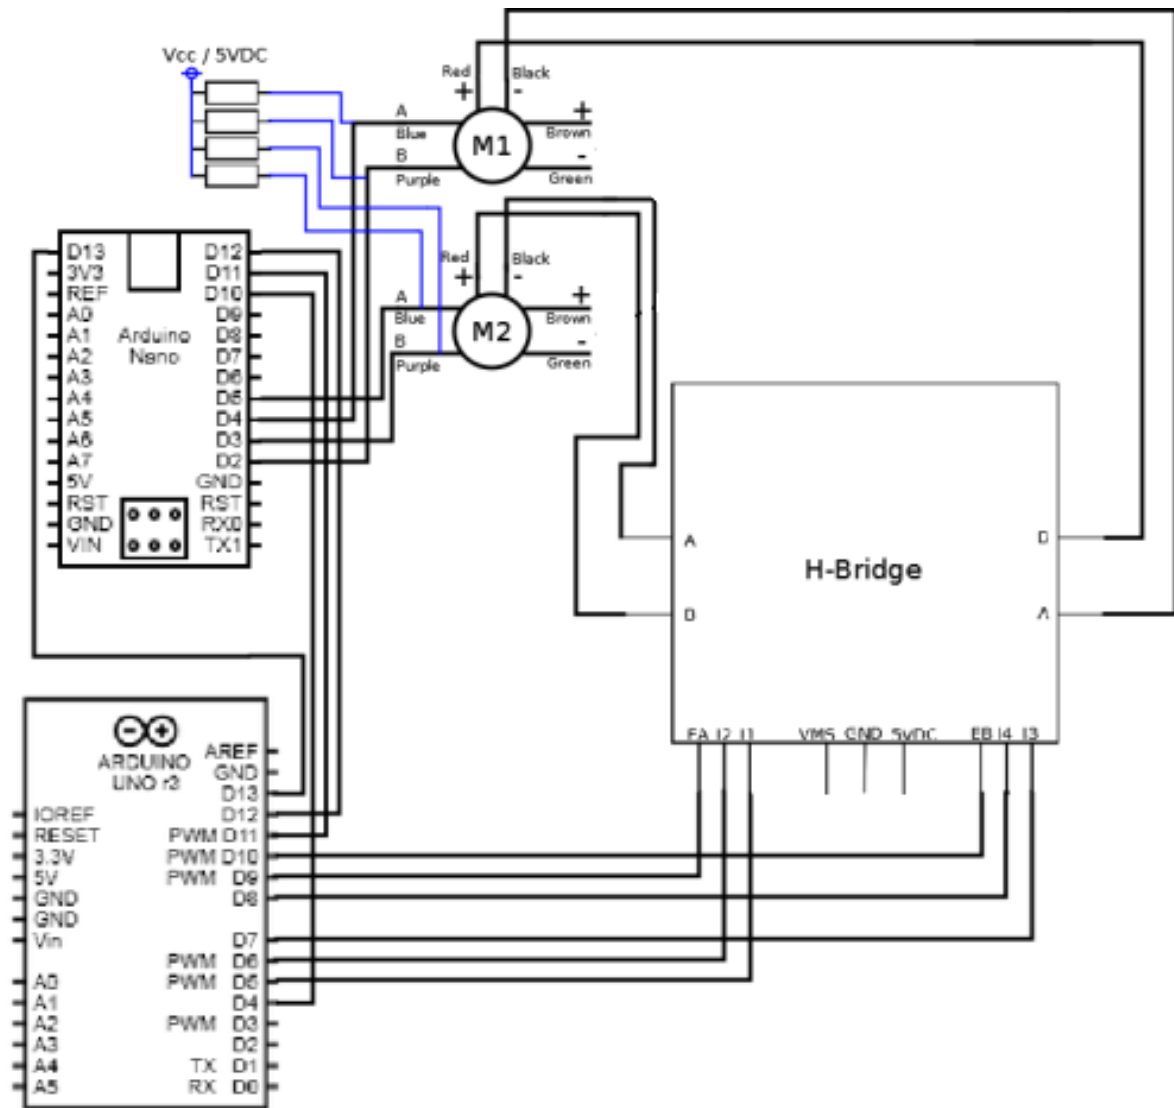 Vcc / 5VDC
Red
Black
+
-
A
Blue
B
Purple
M1
+
Brown
-
Green
Red
Black
+
-
A
Blue
B
Purple
M2
+
Brown
-
Green
D13 D12
3V3 D11
REF D10
A0 D9
A1 D8
A2 D7
A3 D6
A4 D5
A5 D4
A6 D3
A7 D2
5V GND
RST RST
GND RX0
VIN TX1
Arduino
Nano
A
H-Bridge
A
EA I2 I1 VMS GND 5VDC EB I4 I3
ARDUINO
UNO r3
AREF
GND
D13
IOREF D12
RESET PWM D11
3.3V PWM D10
5V PWM D9
GND D8
GND
Vin D7
PWM D6
A0 PWM D5
A1 D4
A2 PWM D3
A3 D2
A4 TX D1
A5 RX D0